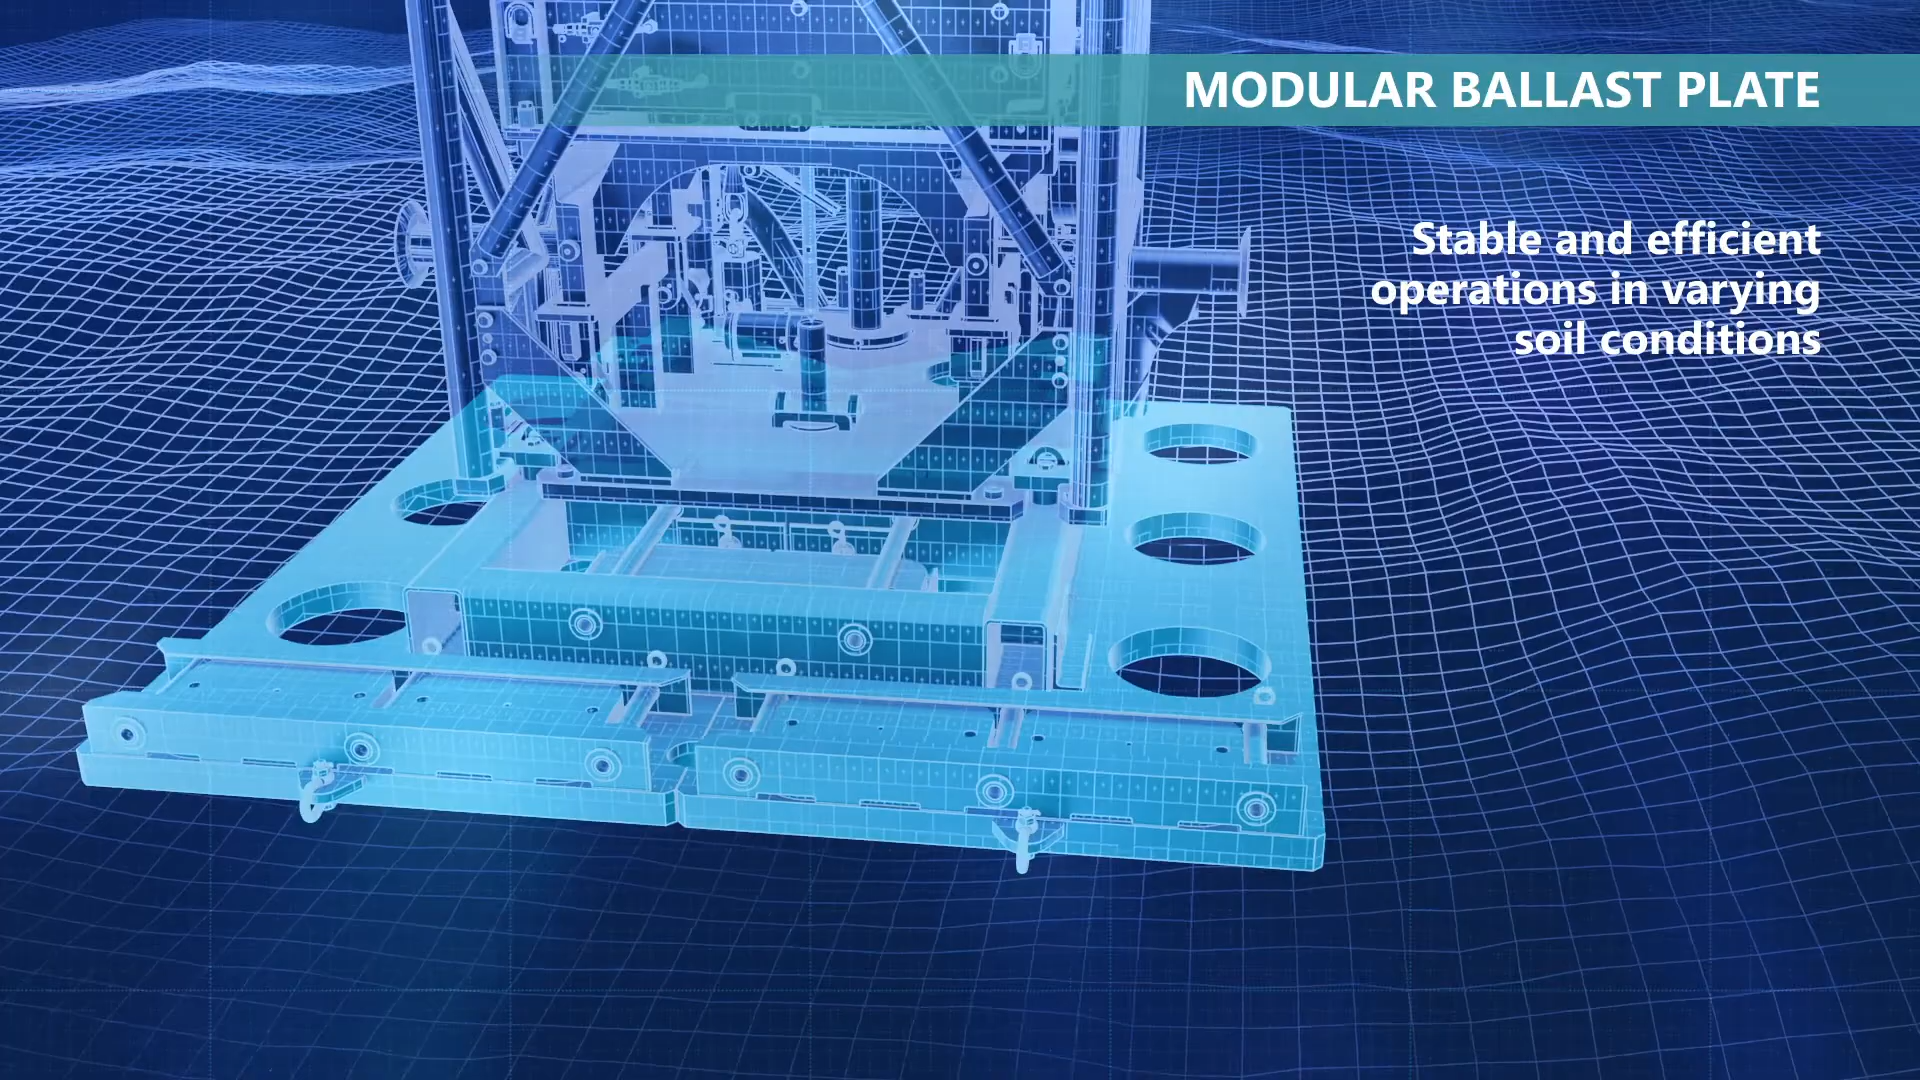 MODULAR BALLAST PLATE
Stable and efficient
operations in varying
soil conditions